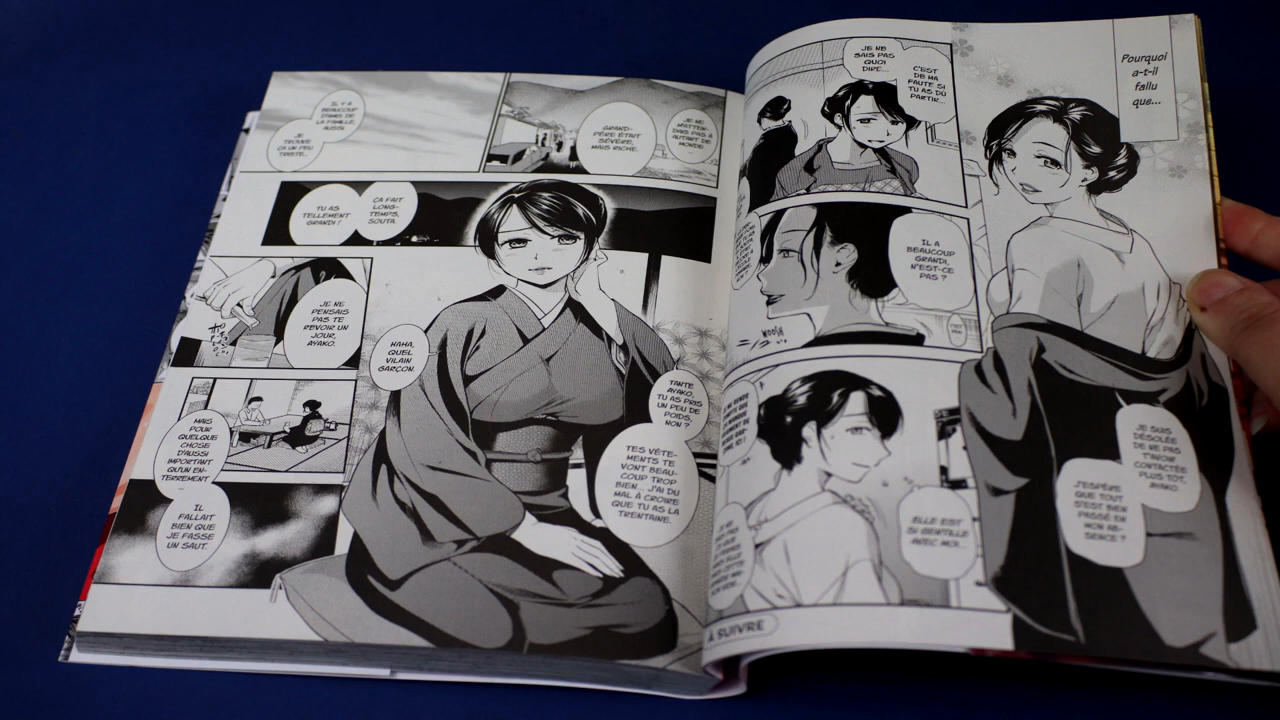 IL Y A
BEAUCOUP
D'AMIS DE
LA FAMILLE,
AUSSI.
JE
TROUVE
ÇA UN PEU
TRISTE...
GRAND-
PÈRE ÉTAIT
SÉVÈRE,
MAIS RICHE.
JE NE
M'ATTEN-
DAIS PAS À
AUTANT DE
MONDE
...
ÇA FAIT
LONG-
TEMPS,
SOUTA.
TU AS
TELLEMENT
GRANDI !
JE NE
PENSAIS
PAS TE
REVOIR UN
JOUR,
AYAKO.
HAHA,
QUEL
VILAIN
GARÇON.
TANTE
AYAKO,
TU AS PRIS
UN PEU DE
POIDS,
NON ?
TES VÊTE-
MENTS TE
VONT BEAU-
COUP TROP
BIEN... J'AI DU
MAL À CROIRE
QUE TU AS LA
TRENTAINE.
MAIS
POUR
QUELQUE
CHOSE
D'AUSSI
IMPORTANT
QU'UN EN-
TERREMENT
...
IL
FALLAIT
BIEN QUE
JE FASSE
UN SAUT.
JE NE
SAIS PAS
QUOI
DIRE...
C'EST
DE MA
FAUTE SI
TU AS DÛ
PARTIR...
IL A
BEAUCOUP
GRANDI,
N'EST-CE
PAS ?
WOOSH
ELLE EST
SI GENTILLE
AVEC MOI...
À SUIVRE
Pourquoi
a-t-il
fallu
que...
JE SUIS
DÉSOLÉE
DE NE PAS
T'AVOIR
CONTACTÉE
PLUS TÔT,
AYAKO.
J'ESPÈRE
QUE TOUT
S'EST BIEN
PASSÉ EN
MON AB-
SENCE ?